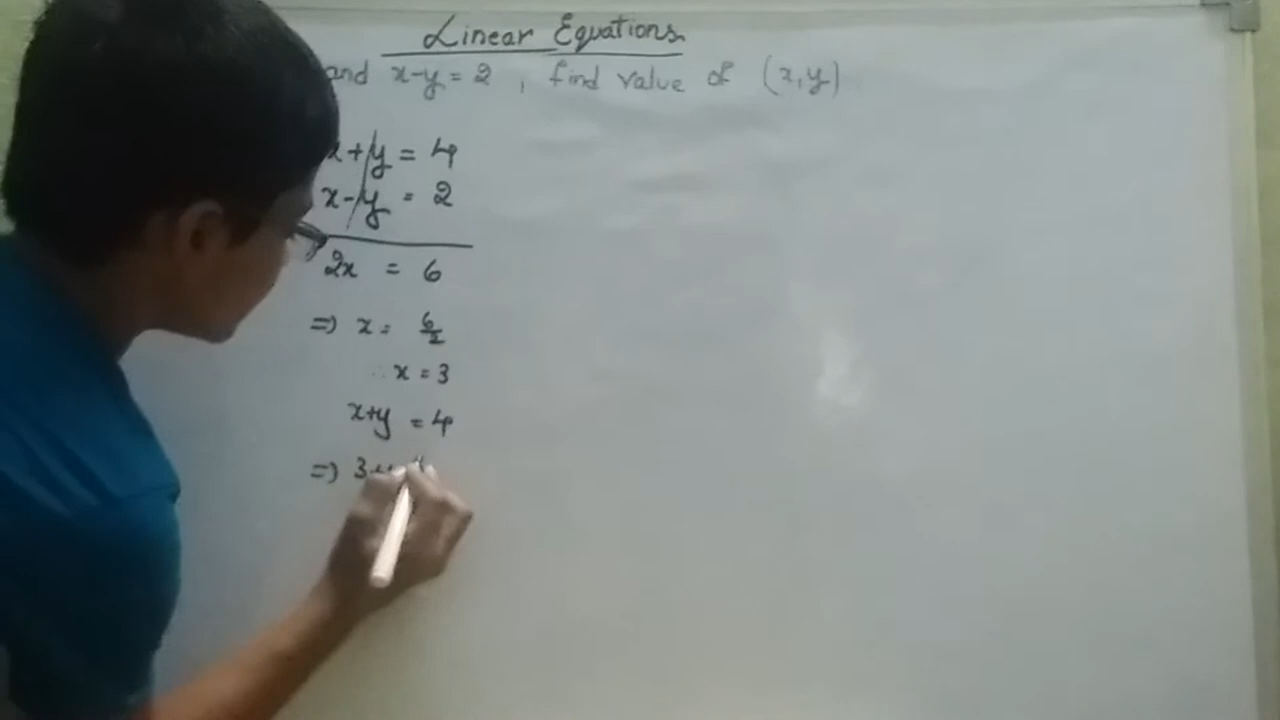 Linear Equations
and x-y = 2 , find value of (x,y)
x+y = 4
x-y = 2
2x = 6
=> x = 6/2
∴ x = 3
x+y = 4
=> 3+y